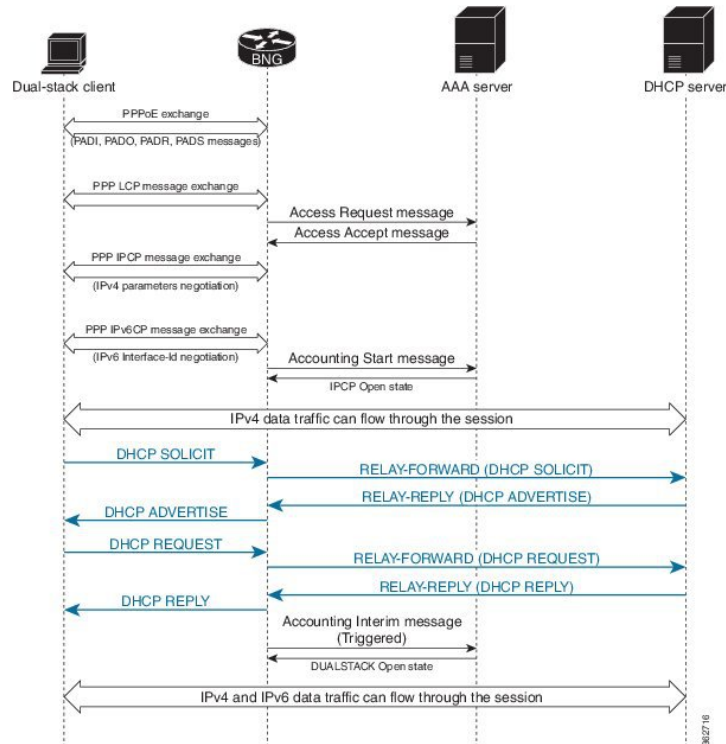 BNG
Dual-stack client
AAA server
DHCP server
PPPoE exchange
(PADI, PADO, PADR, PADS messages)
PPP LCP message exchange
Access Request message
Access Accept message
PPP IPCP message exchange
(IPv4 parameters negotiation)
PPP IPv6CP message exchange
(IPv6 Interface-Id negotiation)
Accounting Start message
IPCP Open state
IPv4 data traffic can flow through the session
DHCP SOLICIT
RELAY-FORWARD (DHCP SOLICIT)
RELAY-REPLY (DHCP ADVERTISE)
DHCP ADVERTISE
DHCP REQUEST
RELAY-FORWARD (DHCP REQUEST)
RELAY-REPLY (DHCP REPLY)
DHCP REPLY
Accounting Interim message
(Triggered)
DUALSTACK Open state
IPv4 and IPv6 data traffic can flow through the session
362716